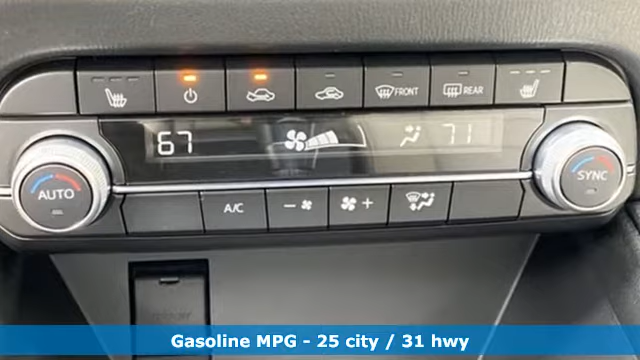 FRONT
REAR
67
71
AUTO
SYNC
A/C
Gasoline MPG - 25 city / 31 hwy